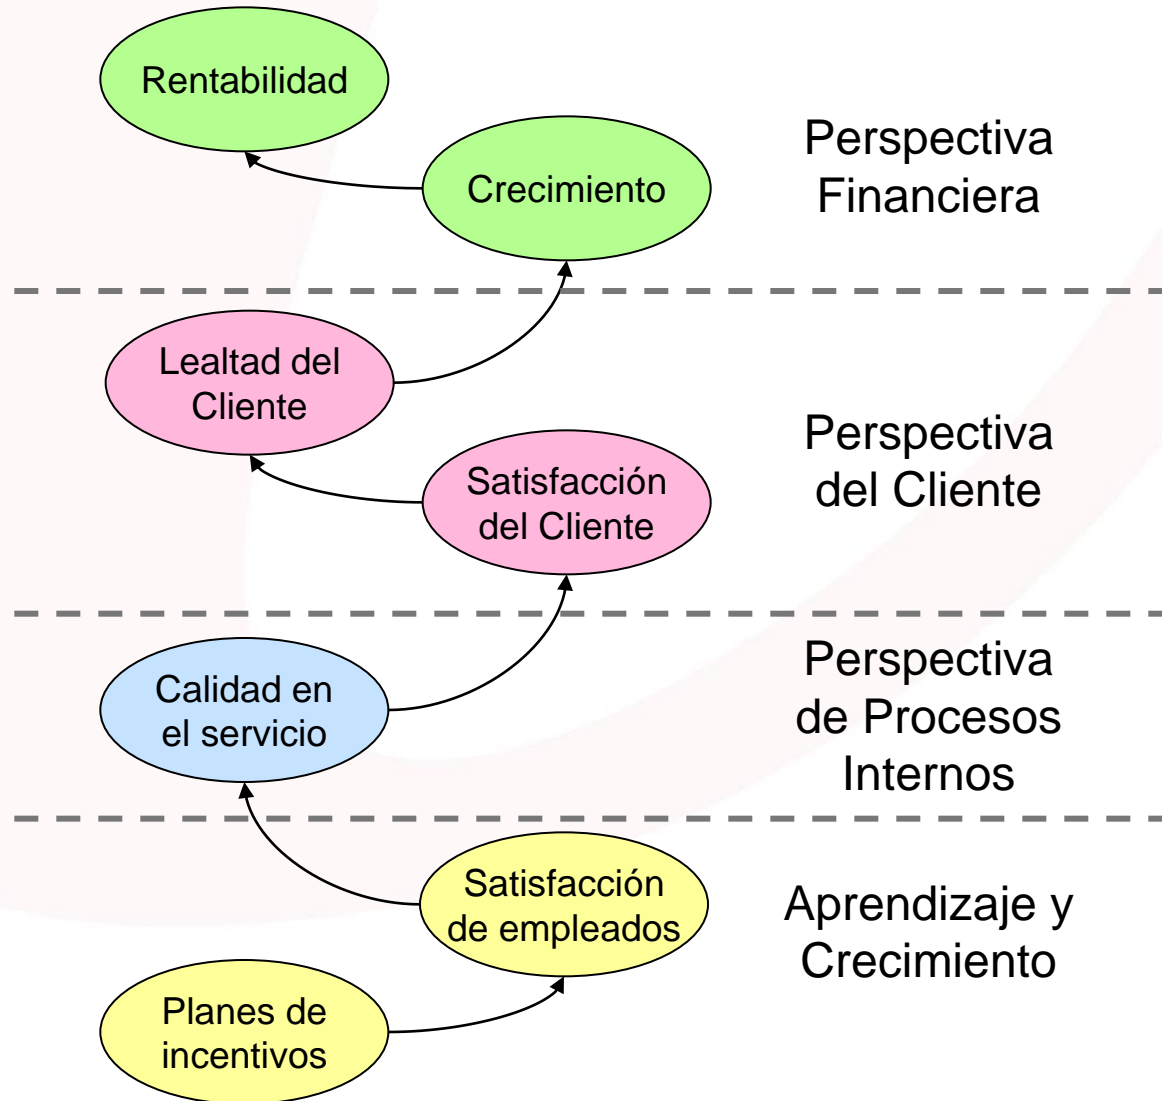 Rentabilidad
Crecimiento
Perspectiva
Financiera
Lealtad del
Cliente
Satisfacción
del Cliente
Perspectiva
del Cliente
Calidad en
el servicio
Perspectiva
de Procesos
Internos
Satisfacción
de empleados
Aprendizaje y
Crecimiento
Planes de
incentivos